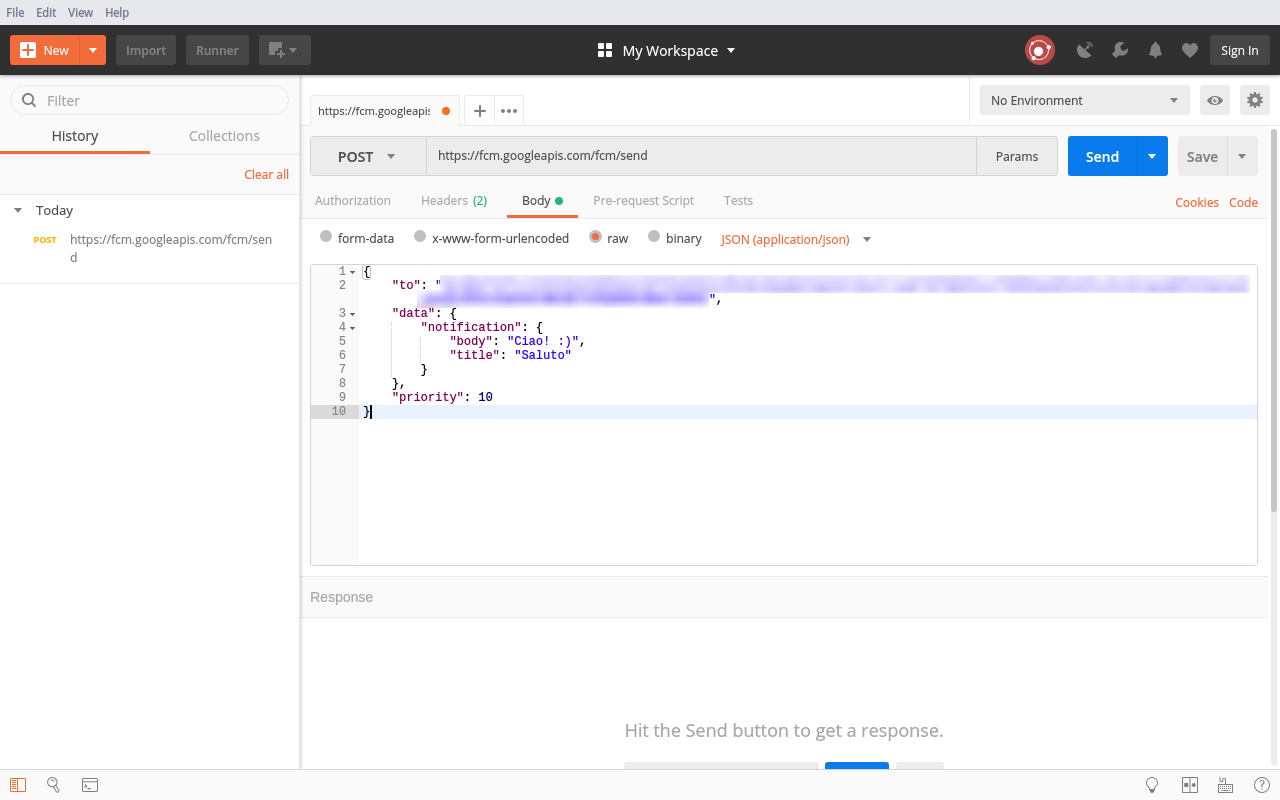 File Edit View Help
New Import Runner My Workspace Sign In
Filter
History Collections
Clear all
Today
POST https://fcm.googleapis.com/fcm/sen
d
https://fcm.googleapis
No Environment
POST https://fcm.googleapis.com/fcm/send Params Send Save
Authorization Headers (2) Body Pre-request Script Tests Cookies Code
form-data x-www-form-urlencoded raw binary JSON (application/json)
1 {
2 "to": "
",
3 "data": {
4 "notification": {
5 "body": "Ciao! :)",
6 "title": "Saluto"
7 }
8 },
9 "priority": 10
10 }
Response
Hit the Send button to get a response.